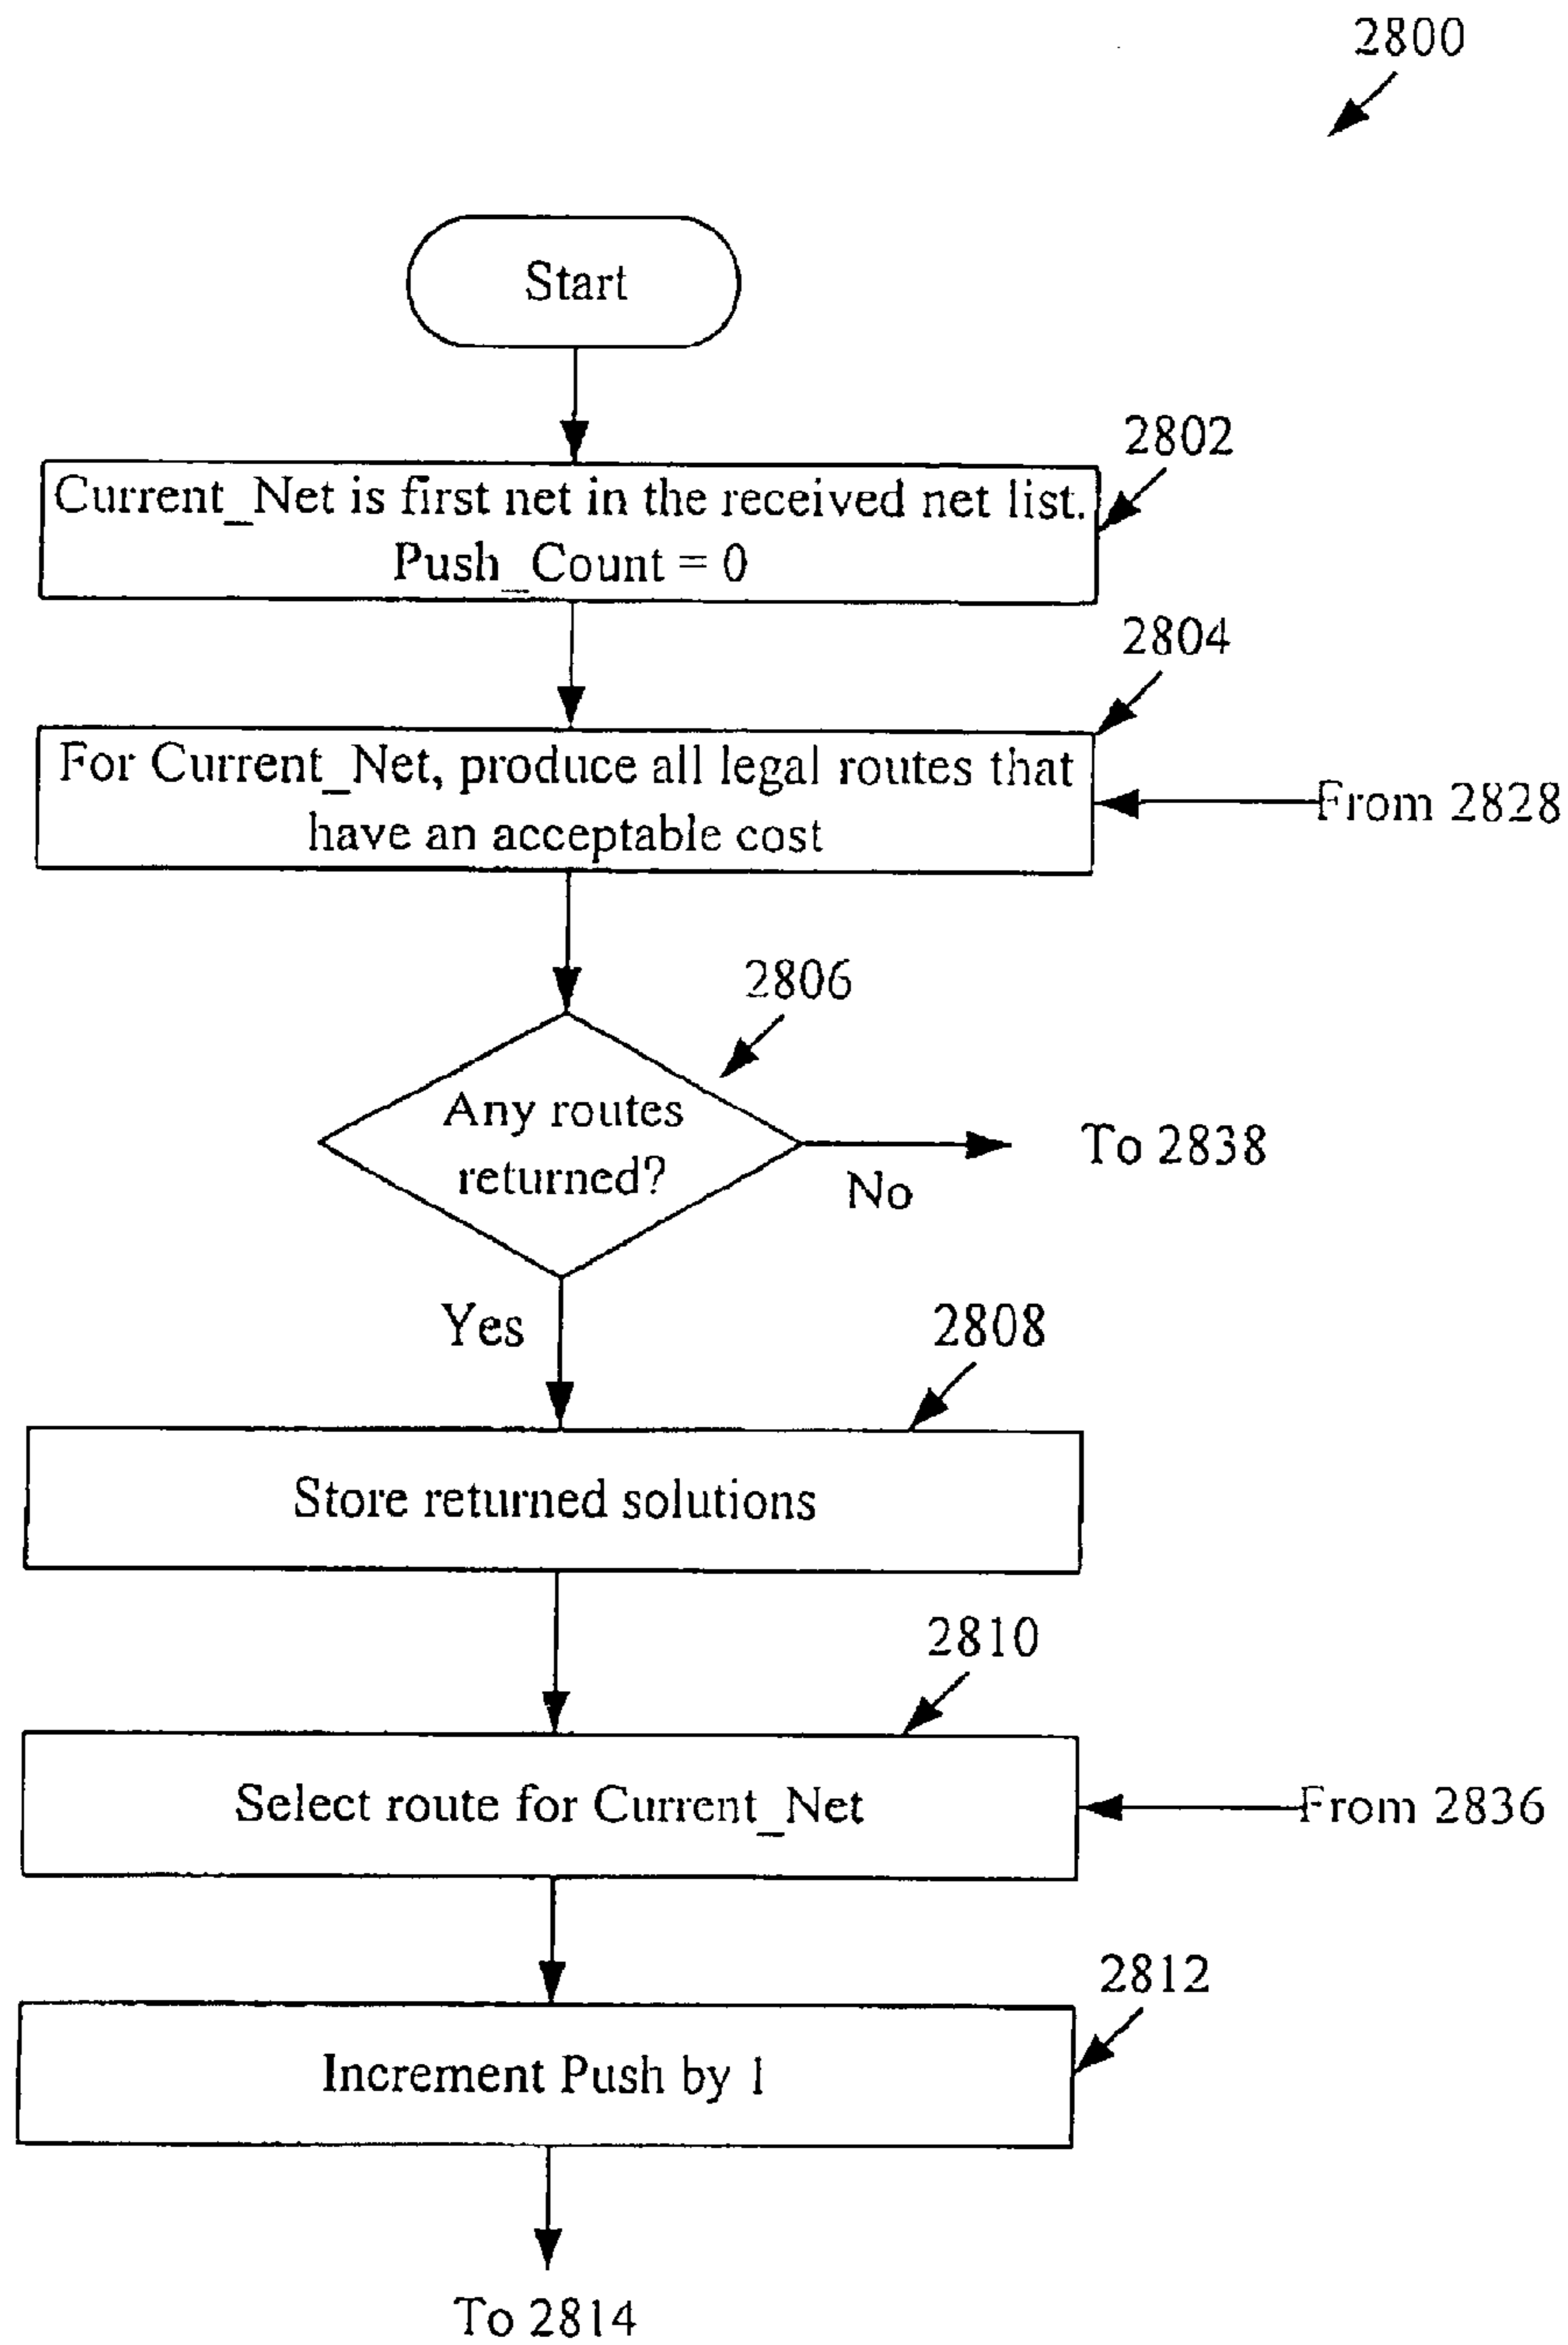 2800
Start
2802
Current_Net is first net in the received net list.
Push_Count = 0
2804
For Current_Net, produce all legal routes that
have an acceptable cost
From 2828
2806
Any routes
returned?
To 2838
No
Yes
2808
Store returned solutions
2810
Select route for Current_Net
From 2836
2812
Increment Push by 1
To 2814